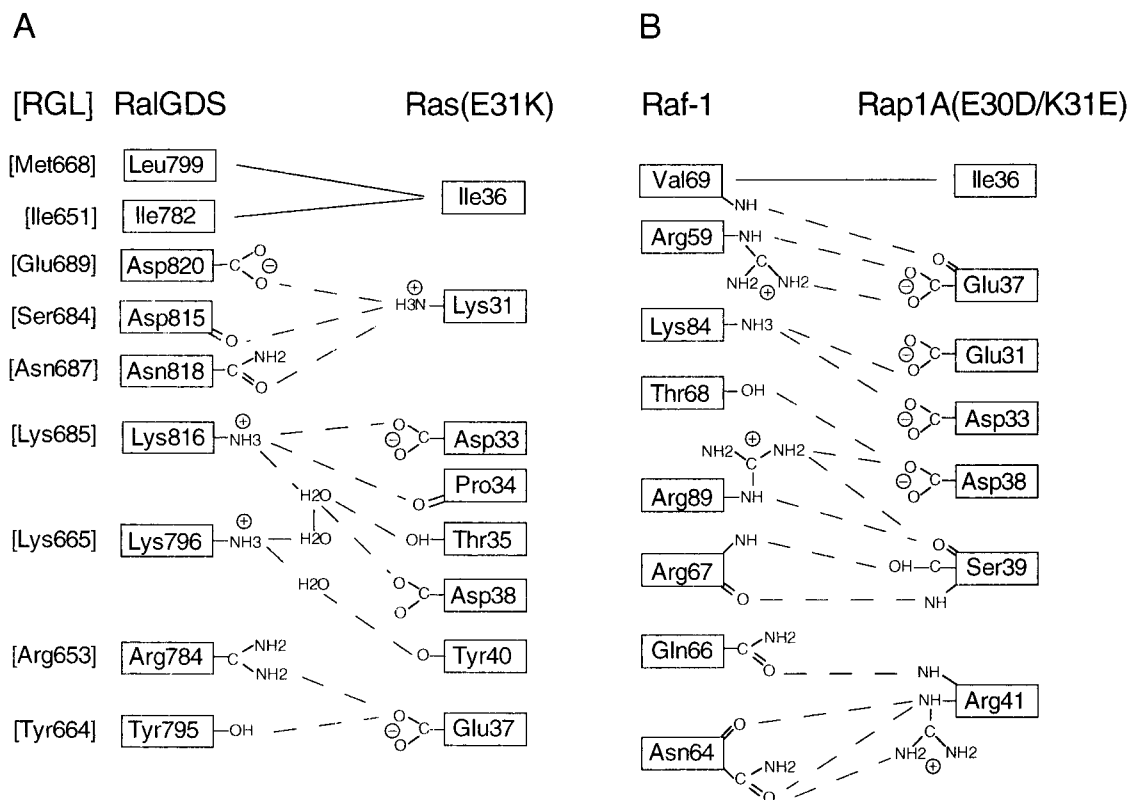 A
[RGL] RalGDS Ras(E31K)
[Met668] Leu799
Ile36
[Ile651] Ile782
[Glu689] Asp820 C O O ⊖
⊕ H3N Lys31
[Ser684] Asp815 O
[Asn687] Asn818 C NH2 O
[Lys685] Lys816 NH3 ⊕
O O ⊖ C Asp33
O Pro34
H2O
[Lys665] Lys796 NH3 ⊕ H2O OH Thr35
H2O
O O C Asp38
[Arg653] Arg784 C NH2 NH2 O Tyr40
[Tyr664] Tyr795 OH O O ⊖ C Glu37
B
Raf-1 Rap1A(E30D/K31E)
Val69 NH Ile36
Arg59 NH C NH2 NH2 ⊕
O O O ⊖ C Glu37
Lys84 NH3 O O ⊖ C Glu31
Thr68 OH O O ⊖ C Asp33
⊕ NH2 NH2 C NH Arg89
O O ⊖ C Asp38
Arg67 NH O
O OH C NH Ser39
Gln66 C NH2 O
NH NH Arg41
C NH2 NH2 ⊕
Asn64 O C NH2 O